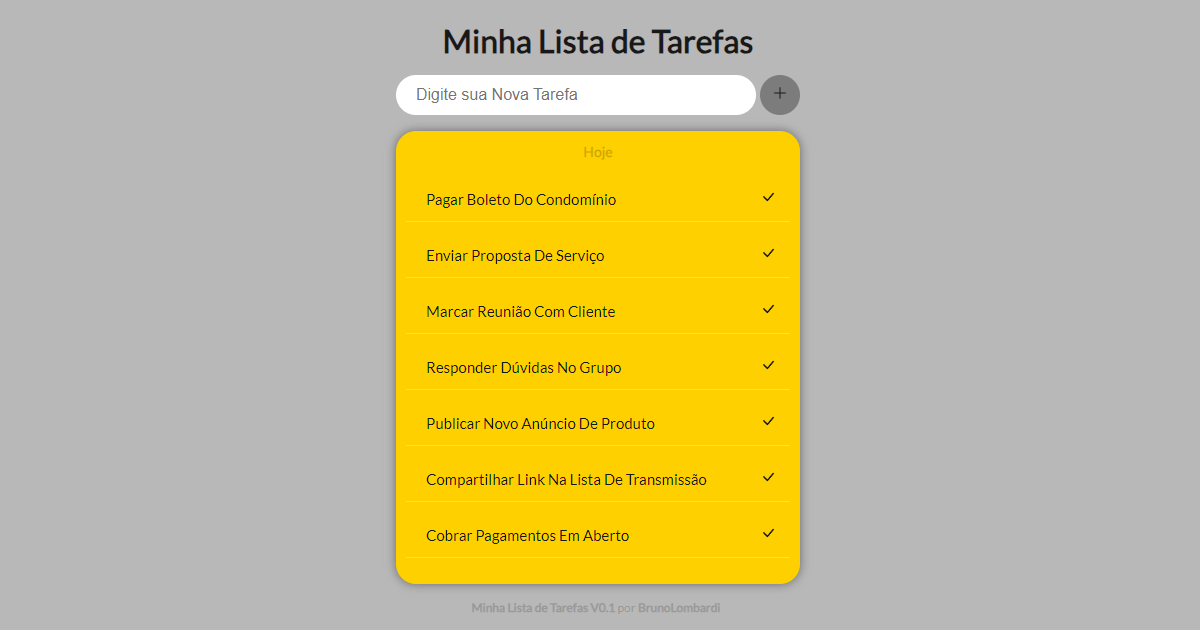 Minha Lista de Tarefas
Digite sua Nova Tarefa +
Hoje
Pagar Boleto Do Condomínio
Enviar Proposta De Serviço
Marcar Reunião Com Cliente
Responder Dúvidas No Grupo
Publicar Novo Anúncio De Produto
Compartilhar Link Na Lista De Transmissão
Cobrar Pagamentos Em Aberto
Minha Lista de Tarefas V0.1 por BrunoLombardi